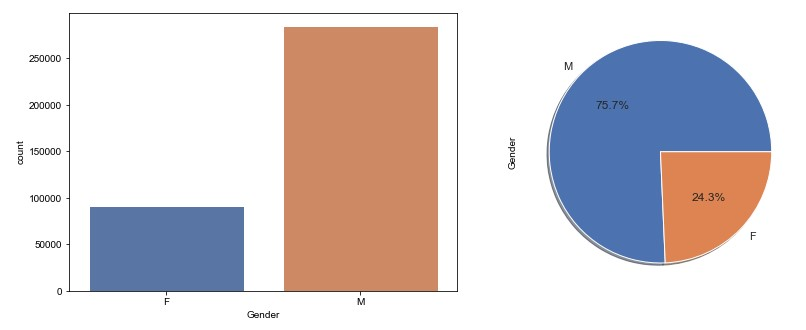 250000
200000
150000
100000
50000
0
count
F
M
Gender
M
75.7%
Gender
24.3%
F